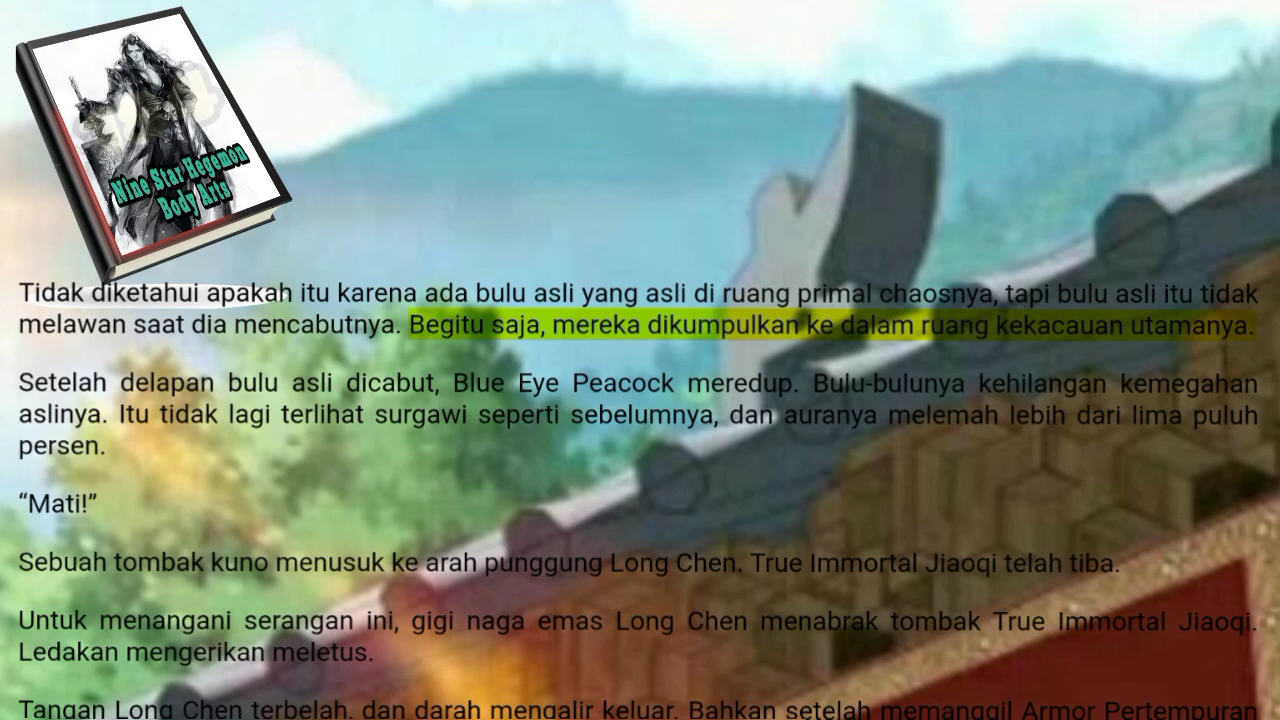 Nine Star Hegemon
Body Arts
Tidak diketahui apakah itu karena ada bulu asli yang asli di ruang primal chaosnya, tapi bulu asli itu tidak
melawan saat dia mencabutnya. Begitu saja, mereka dikumpulkan ke dalam ruang kekacauan utamanya.
Setelah delapan bulu asli dicabut, Blue Eye Peacock meredup. Bulu-bulunya kehilangan kemegahan
aslinya. Itu tidak lagi terlihat surgawi seperti sebelumnya, dan auranya melemah lebih dari lima puluh
persen.
“Mati!”
Sebuah tombak kuno menusuk ke arah punggung Long Chen. True Immortal Jiaoqi telah tiba.
Untuk menangani serangan ini, gigi naga emas Long Chen menabrak tombak True Immortal Jiaoqi.
Ledakan mengerikan meletus.
Tangan Long Chen terbelah, dan darah mengalir keluar. Bahkan setelah memanggil Armor Pertempuran